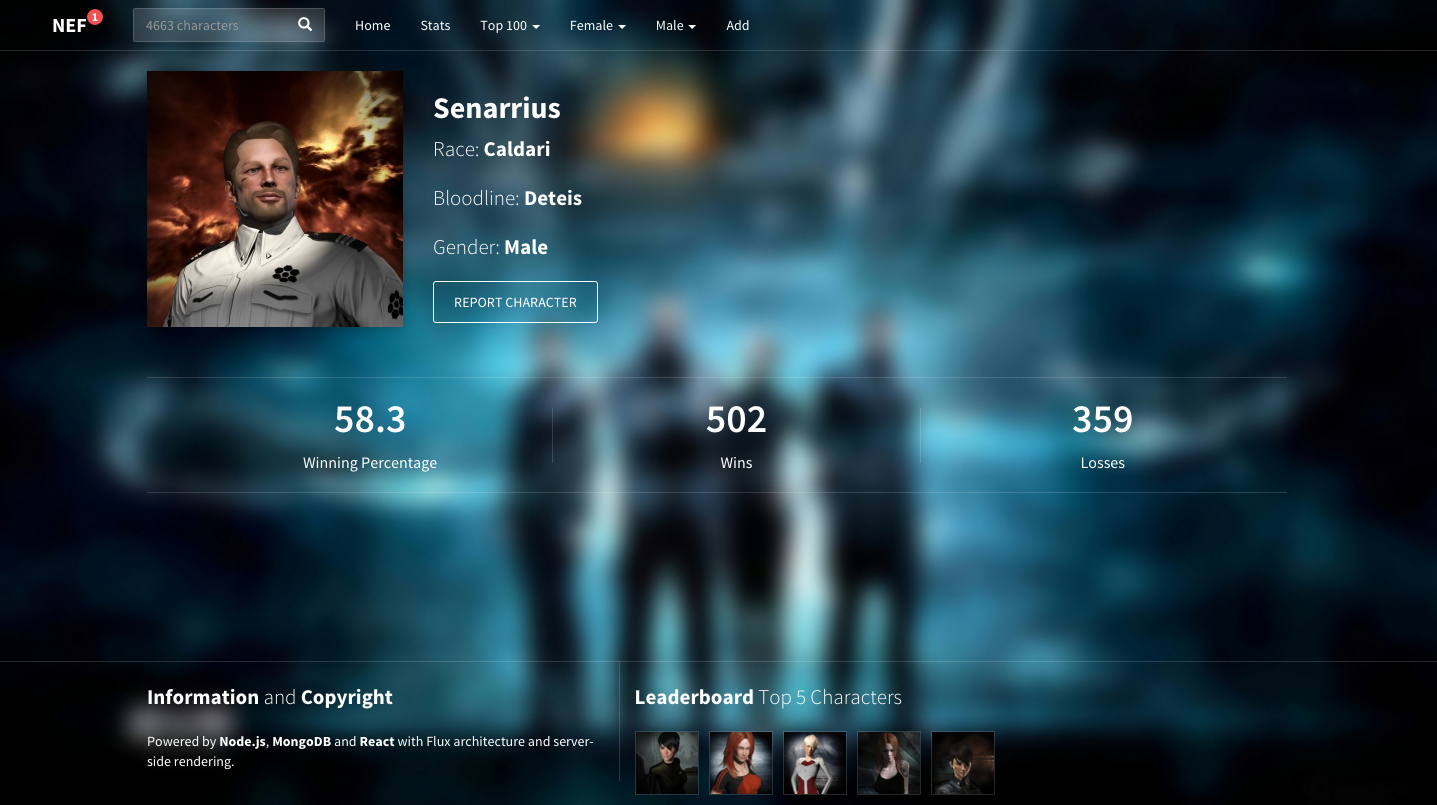 NEF 1 4663 characters Home Stats Top 100 Female Male Add
Senarrius
Race: Caldari
Bloodline: Deteis
Gender: Male
REPORT CHARACTER
58.3 502 359
Winning Percentage Wins Losses
Information and Copyright
Powered by Node.js, MongoDB and React with Flux architecture and server-
side rendering.
Leaderboard Top 5 Characters